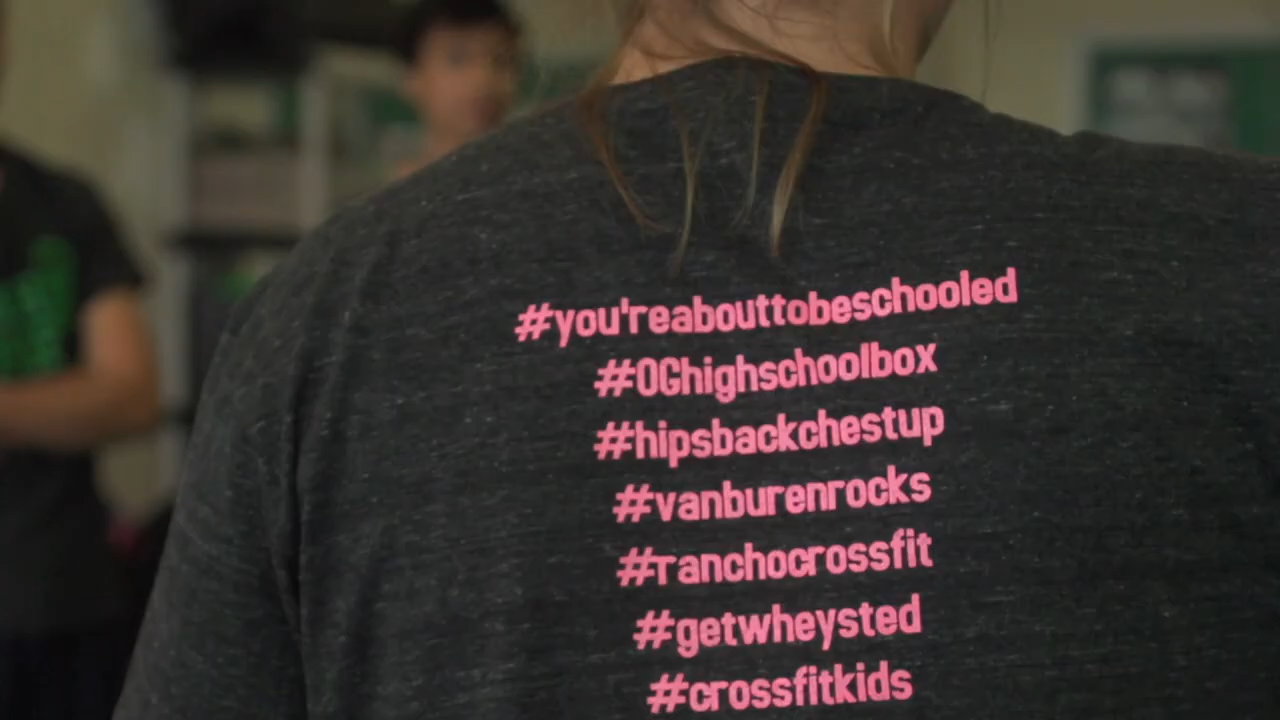 #you'reabouttobeschooled
#OGhighschoolbox
#hipsbackchestup
#vanburenrocks
#ranchocrossfit
#getwheysted
#crossfitkids